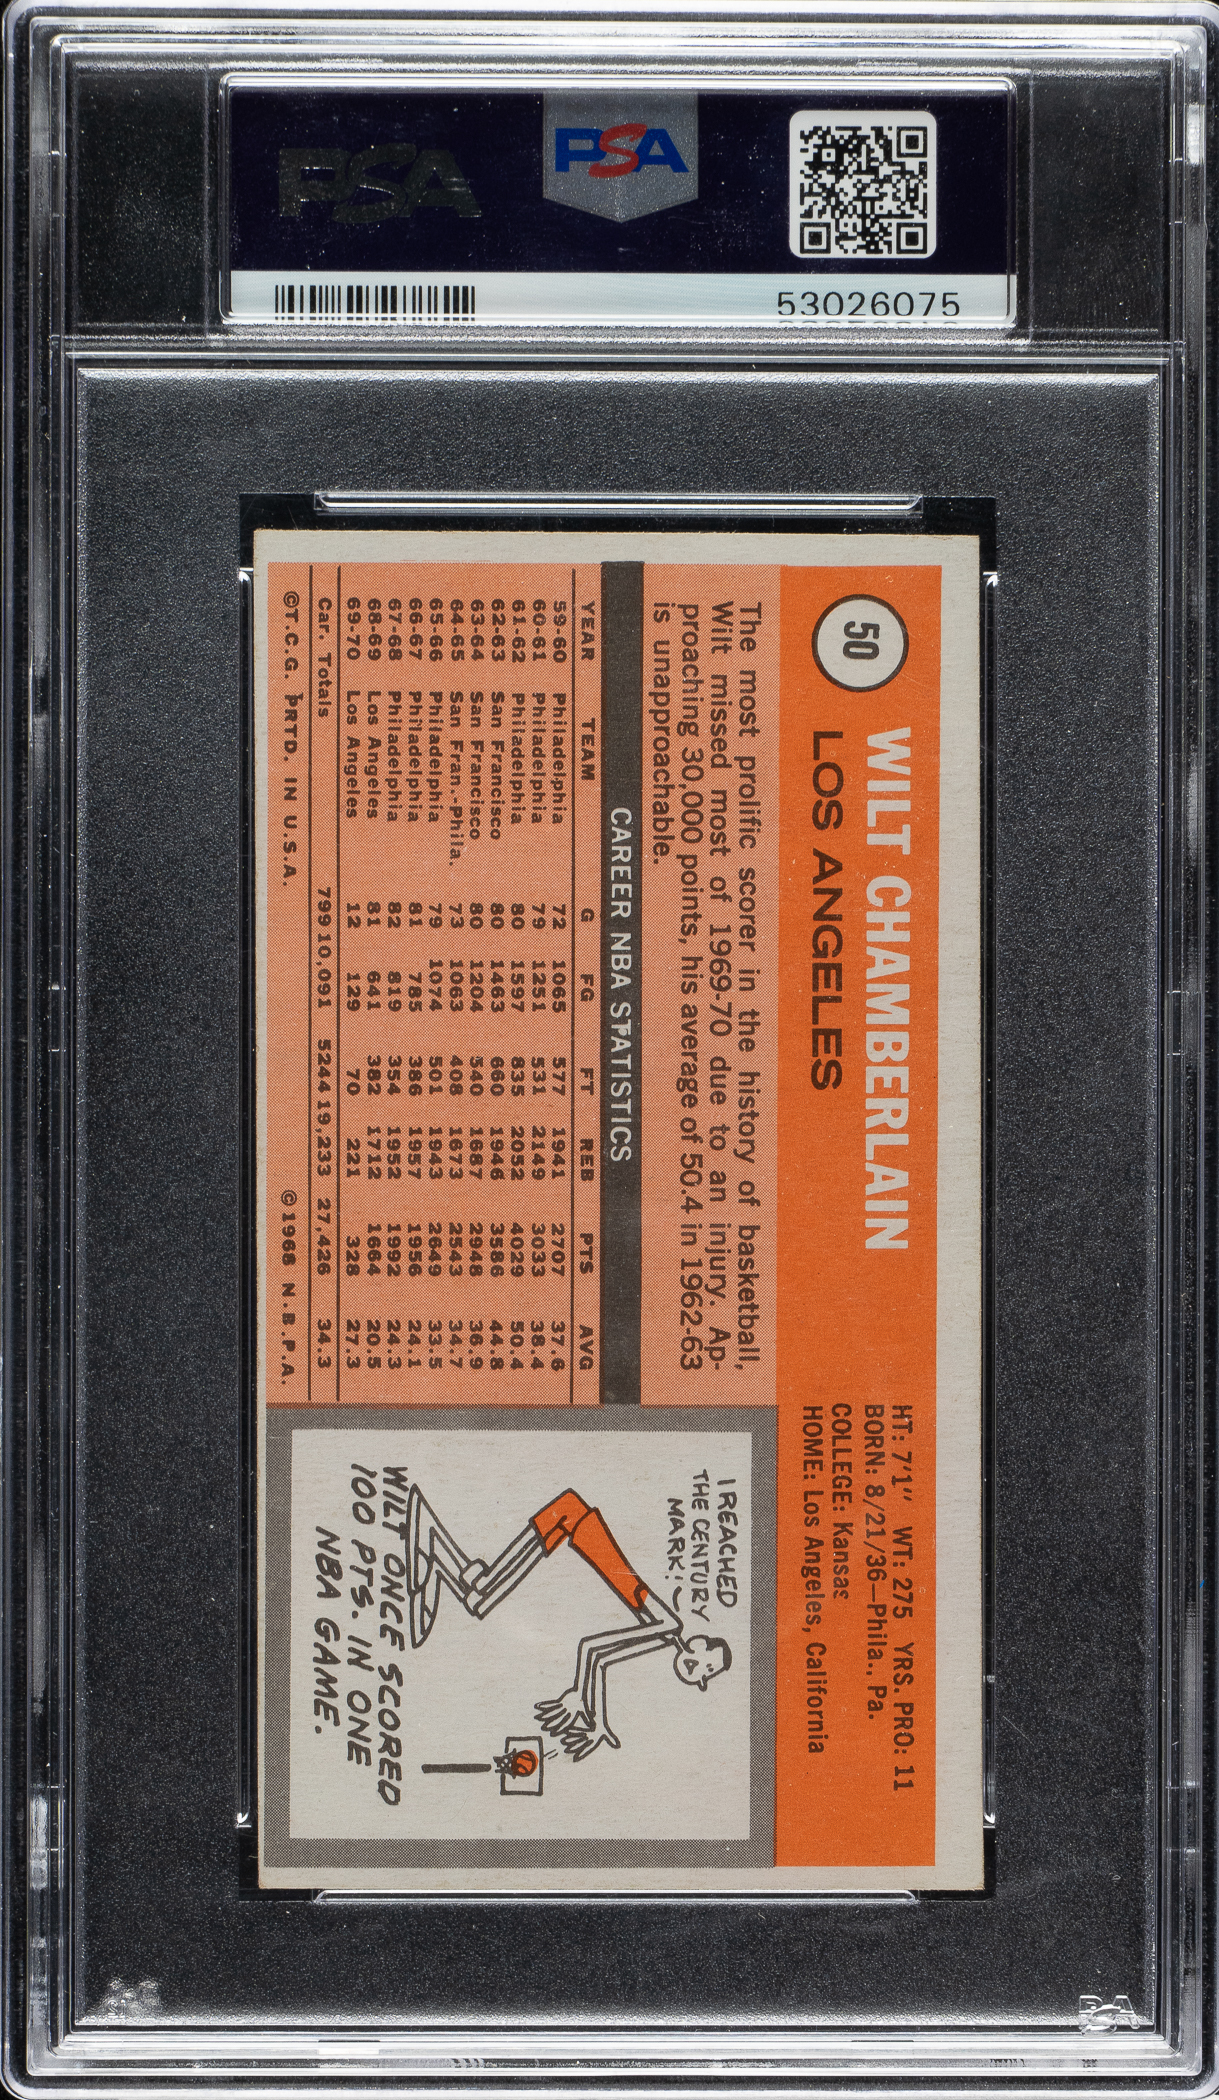 PSA
PSA
53026075
50
WILT CHAMBERLAIN
LOS ANGELES
HT: 7'1" WT: 275 YRS. PRO: 11
BORN: 8/21/36—Phila., Pa.
COLLEGE: Kansas
HOME: Los Angeles, California
The most prolific scorer in the history of basketball,
Wilt missed most of 1969-70 due to an injury. Ap-
proaching 30,000 points, his average of 50.4 in 1962-63
is unapproachable.
CAREER NBA STATISTICS
YEAR TEAM G FG FT REB PTS AVG
59-60 Philadelphia 72 1065 577 1941 2707 37.6
60-61 Philadelphia 79 1251 531 2149 3033 38.4
61-62 Philadelphia 80 1597 835 2052 4029 50.4
62-63 San Francisco 80 1463 660 1946 3586 44.8
63-64 San Francisco 80 1204 540 1687 2948 36.9
64-65 San Fran.-Phila. 73 1063 408 1673 2543 34.7
65-66 Philadelphia 79 1074 501 1943 2649 33.5
66-67 Philadelphia 81 785 386 1957 1956 24.1
67-68 Philadelphia 82 819 354 1952 1992 24.3
68-69 Los Angeles 81 641 382 1712 1664 20.5
69-70 Los Angeles 12 129 70 221 328 27.3
Car. Totals 799 10,091 5244 19,233 27,426 34.3
©T.C.G. PRTD. IN U.S.A. ©1968 N.B.P.A.
I REACHED
THE CENTURY
MARK!
WILT ONCE SCORED
100 PTS. IN ONE
NBA GAME.
PSA